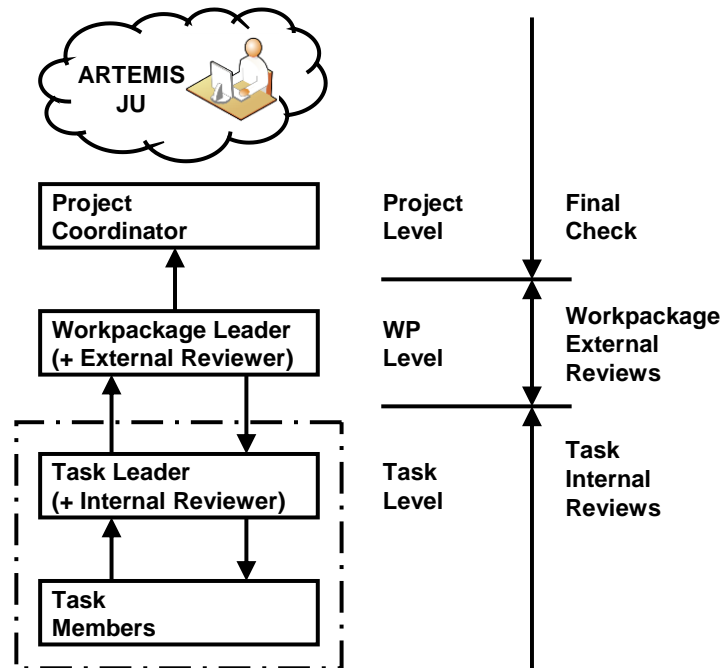 ARTEMIS
JU
Project
Coordinator
Project
Level
Final
Check
Workpackage Leader
(+ External Reviewer)
WP
Level
Workpackage
External
Reviews
Task Leader
(+ Internal Reviewer)
Task
Level
Task
Internal
Reviews
Task
Members